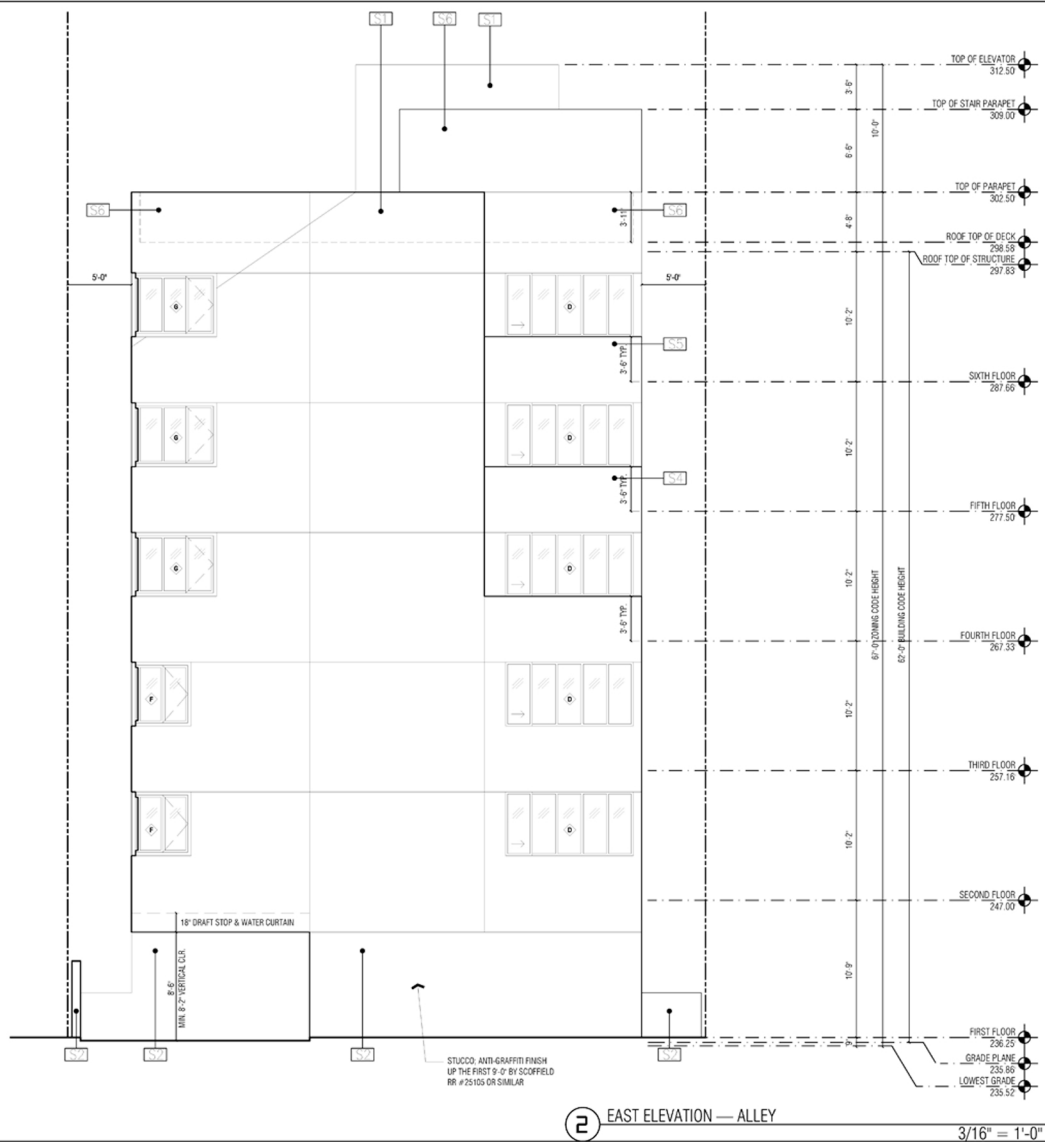 S1
S6
S1
TOP OF ELEVATOR
312.50
3'-6"
TOP OF STAIR PARAPET
309.00
10'-0"
6'-6"
TOP OF PARAPET
302.50
S6
S6
3'-11"
4'-8"
ROOF TOP OF DECK
298.58
ROOF TOP OF STRUCTURE
297.83
5'-0"
5'-0"
G
D
10'-2"
S5
3'-6" TYP.
SIXTH FLOOR
287.66
G
D
10'-2"
S4
3'-6" TYP.
FIFTH FLOOR
277.50
G
D
10'-2"
67'-0" ZONING CODE HEIGHT
62'-0" BUILDING CODE HEIGHT
3'-6" TYP.
FOURTH FLOOR
267.33
F
D
10'-2"
THIRD FLOOR
257.16
F
D
10'-2"
SECOND FLOOR
247.00
18" DRAFT STOP & WATER CURTAIN
8'-6"
MIN. 8'-2" VERTICAL CLR.
10'-9"
FIRST FLOOR
236.25
9"
GRADE PLANE
235.86
LOWEST GRADE
235.52
S2
S2
S2
S2
STUCCO; ANTI-GRAFFITI FINISH
UP THE FIRST 9'-0" BY SCOFFIELD
RR #25105 OR SIMILAR
2
EAST ELEVATION — ALLEY
3/16" = 1'-0"